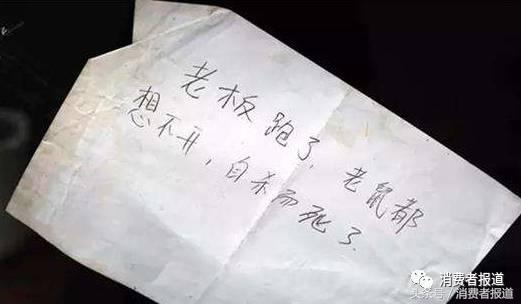 老板跑了,老鼠都
想不开,自杀而死了.
消费者报道
头条号/消费者报道